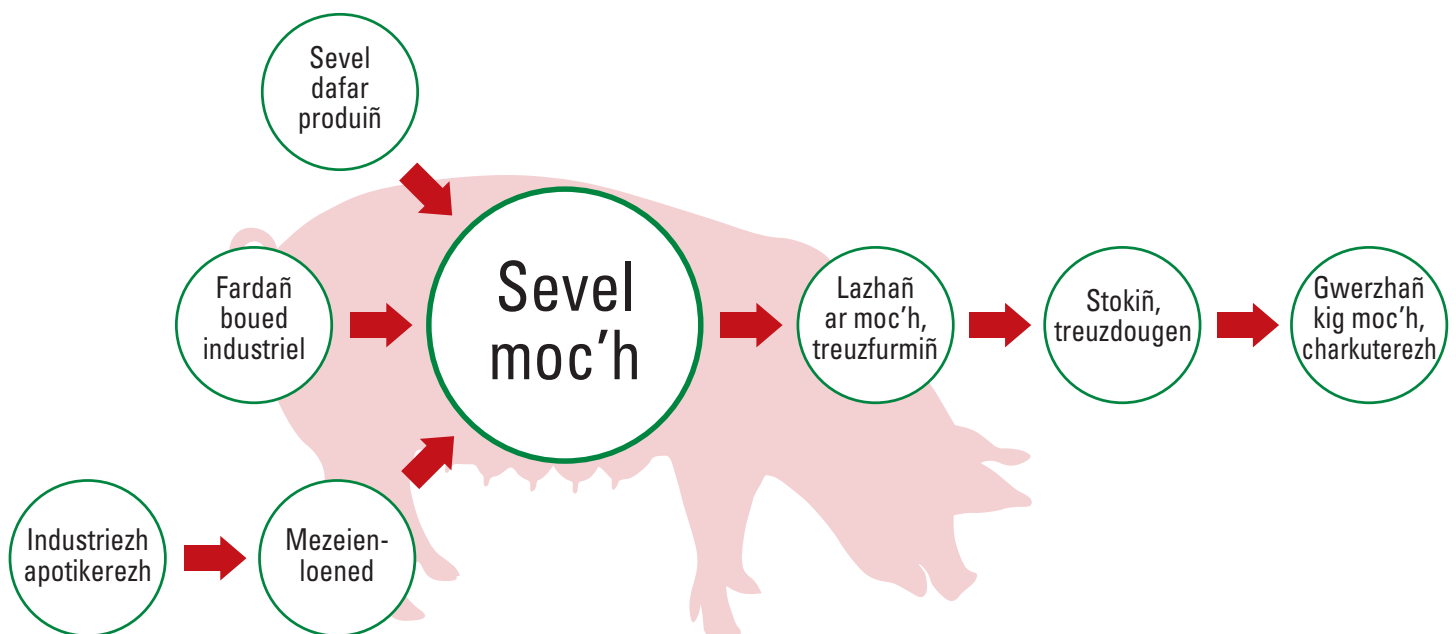 Sevel
dafar
produiñ
Fardañ
boued
industriel
Sevel
moc’h
Lazhañ
ar moc’h,
treuzfurmiñ
Stokiñ,
treuzdougen
Gwerzhañ
kig moc’h,
charkuterezh
Industriezh
apotikerezh
Mezeien-
loened